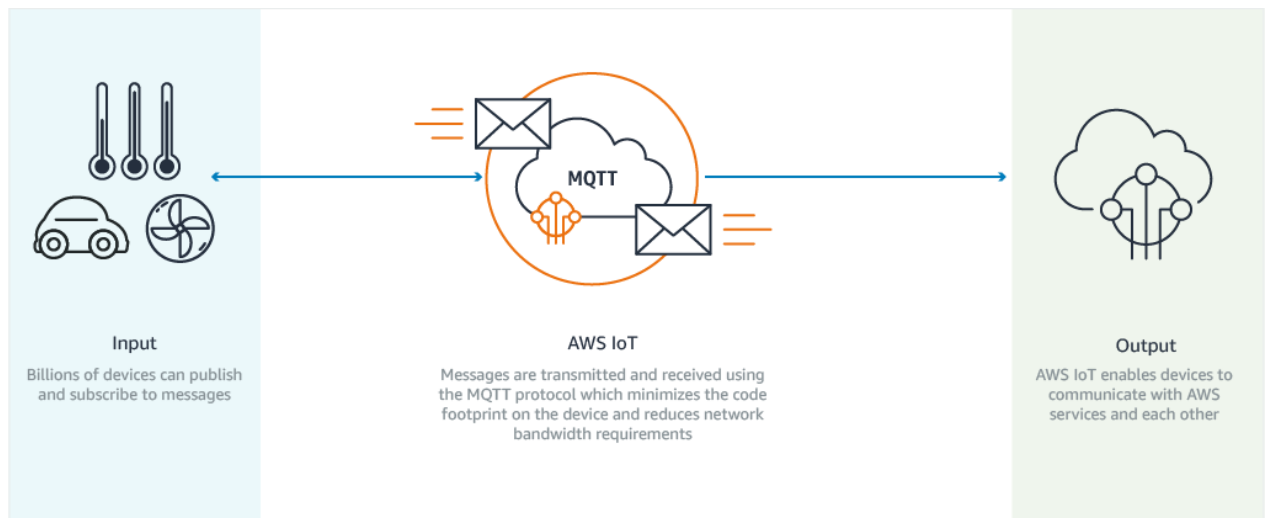 MQTT
Input
Billions of devices can publish
and subscribe to messages
AWS IoT
Messages are transmitted and received using
the MQTT protocol which minimizes the code
footprint on the device and reduces network
bandwidth requirements
Output
AWS IoT enables devices to
communicate with AWS
services and each other